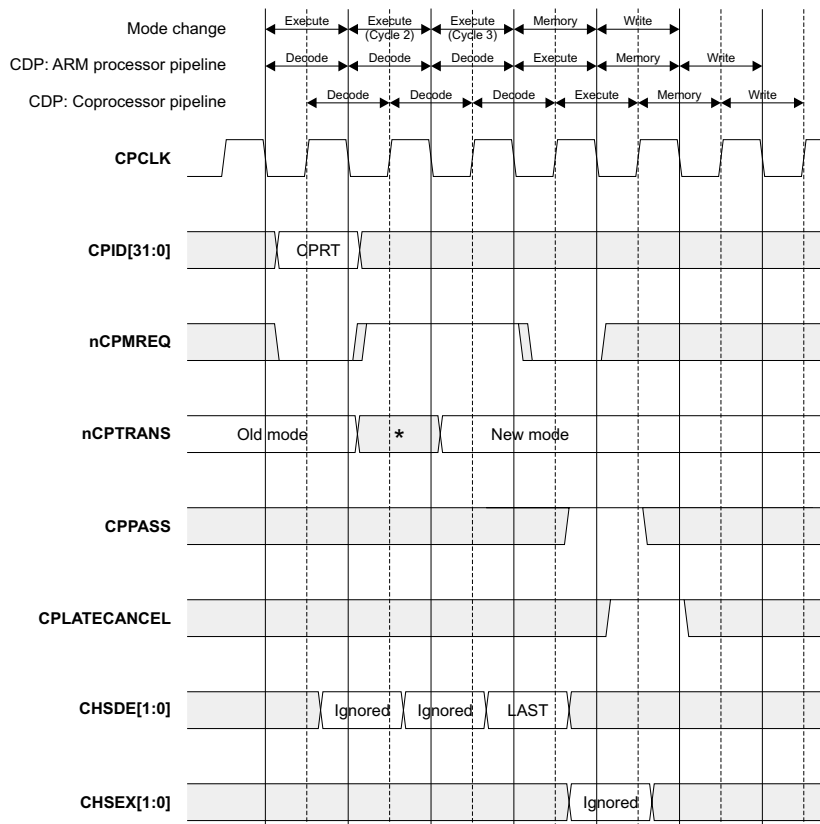 Mode change
Execute Execute Execute Memory Write
(Cycle 2) (Cycle 3)
CDP: ARM processor pipeline
Decode Decode Decode Execute Memory Write
CDP: Coprocessor pipeline
Decode Decode Decode Execute Memory Write
CPCLK
CPID[31:0]
CPRT
nCPMREQ
nCPTRANS
Old mode * New mode
CPPASS
CPLATECANCEL
CHSDE[1:0]
Ignored Ignored LAST
CHSEX[1:0]
Ignored